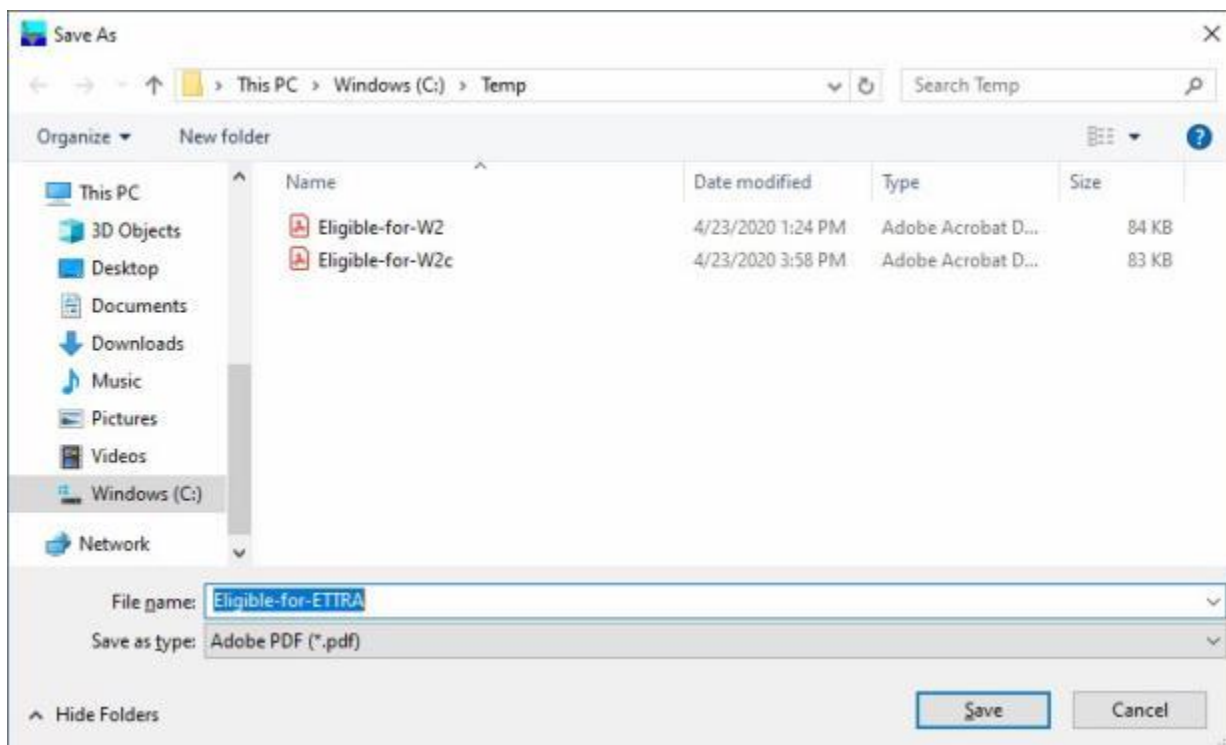 Save As
This PC > Windows (C:) > Temp
Search Temp
Organize
New folder
Name
Date modified
Type
Size
Eligible-for-W2
4/23/2020 1:24 PM
Adobe Acrobat D...
84 KB
Eligible-for-W2c
4/23/2020 3:58 PM
Adobe Acrobat D...
83 KB
This PC
3D Objects
Desktop
Documents
Downloads
Music
Pictures
Videos
Windows (C:)
Network
File name: Eligible-for-ETTRA
Save as type: Adobe PDF (*.pdf)
Hide Folders
Save
Cancel